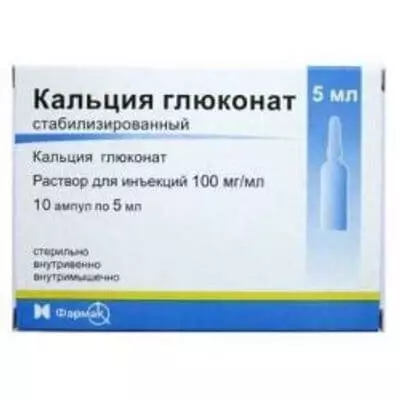 Кальция глюконат
5 мл
стабилизированный
Кальция глюконат
Раствор для инъекций 100 мг/мл
10 ампул по 5 мл
стерильно
внутривенно
внутримышечно
Фармак